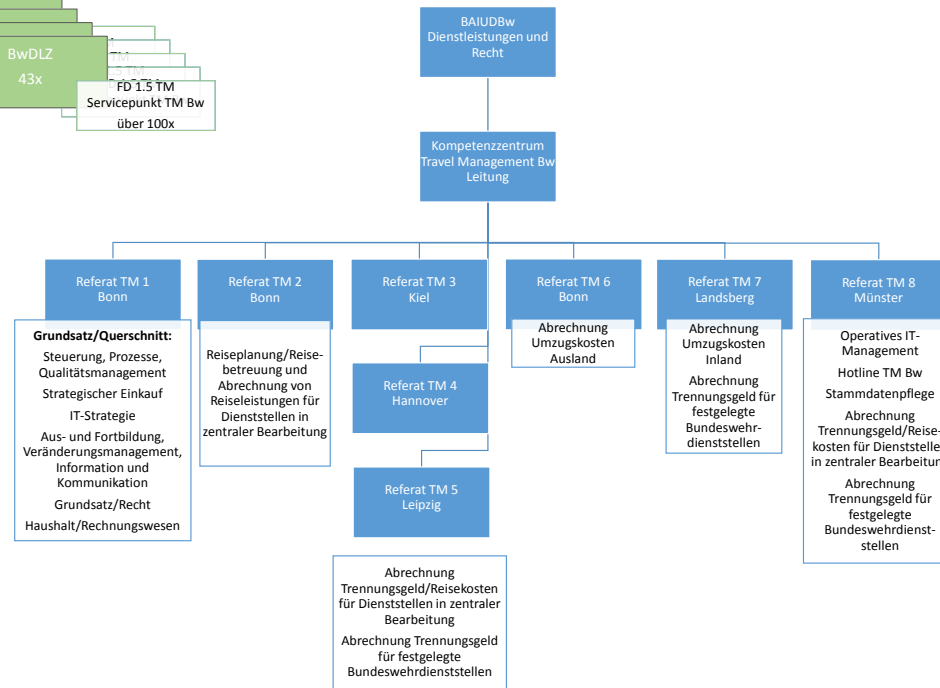 BwDLZ
43x
TM
1.5 TM
FD 1.5 TM
Servicepunkt TM Bw
über 100x
BAIUDBw
Dienstleistungen und
Recht
Kompetenzzentrum
Travel Management Bw
Leitung
Referat TM 1
Bonn
Grundsatz/Querschnitt:
Steuerung, Prozesse,
Qualitätsmanagement
Strategischer Einkauf
IT-Strategie
Aus- und Fortbildung,
Veränderungsmanagement,
Information und
Kommunikation
Grundsatz/Recht
Haushalt/Rechnungswesen
Referat TM 2
Bonn
Reiseplanung/Reise-
betreuung und
Abrechnung von
Reiseleistungen für
Dienststellen in
zentraler Bearbeitung
Referat TM 3
Kiel
Referat TM 4
Hannover
Referat TM 5
Leipzig
Abrechnung
Trennungsgeld/Reisekosten
für Dienststellen in zentraler
Bearbeitung
Abrechnung Trennungsgeld
für festgelegte
Bundeswehrdienststellen
Referat TM 6
Bonn
Abrechnung
Umzugskosten
Ausland
Referat TM 7
Landsberg
Abrechnung
Umzugskosten
Inland
Abrechnung
Trennungsgeld für
festgelegte
Bundeswehr-
dienststellen
Referat TM 8
Münster
Operatives IT-
Management
Hotline TM Bw
Stammdatenpflege
Abrechnung
Trennungsgeld/Reise-
kosten für Dienststelle
in zentraler Bearbeitun
Abrechnung
Trennungsgeld für
festgelegte
Bundeswehrdienst-
stellen